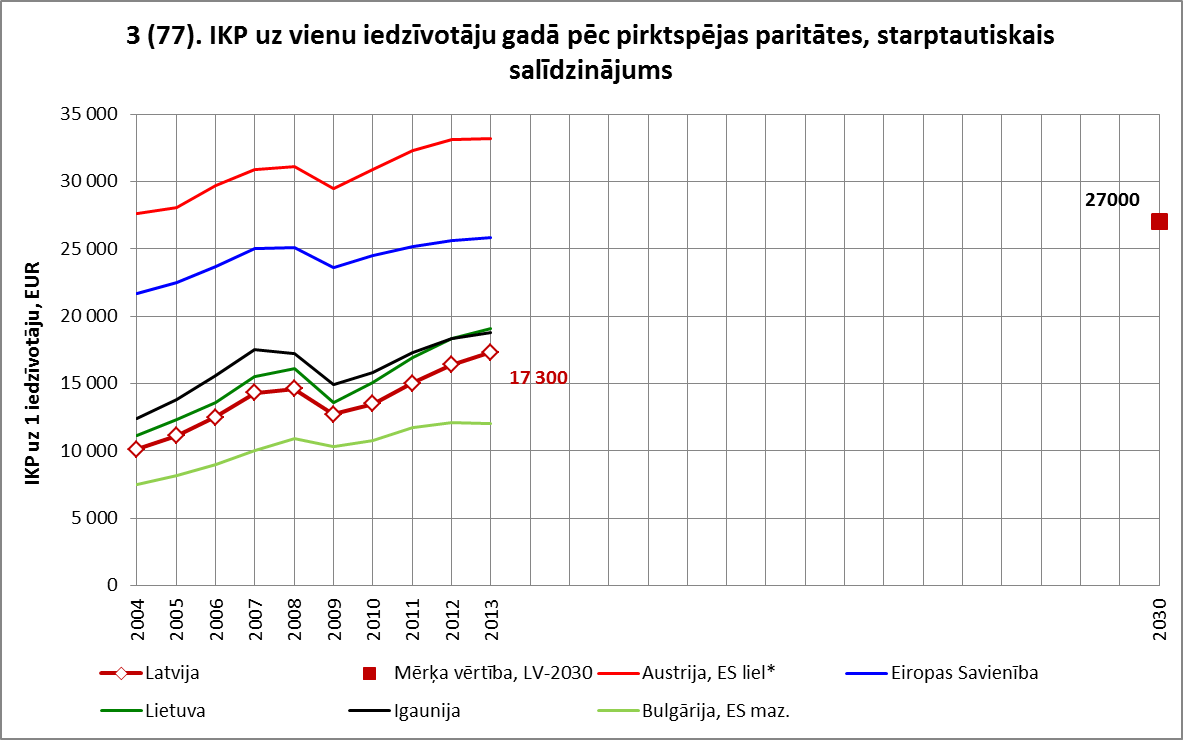 3 (77). IKP uz vienu iedzīvotāju gadā pēc pirktspējas paritātes, starptautiskais
salīdzinājums
IKP uz 1 iedzīvotāju, EUR
35 000
30 000
25 000
20 000
15 000
10 000
5 000
0
27000
17 300
2004
2005
2006
2007
2008
2009
2010
2011
2012
2013
2030
Latvija
Mērķa vērtība, LV-2030
Austrija, ES liel*
Eiropas Savienība
Lietuva
Igaunija
Bulgārija, ES maz.